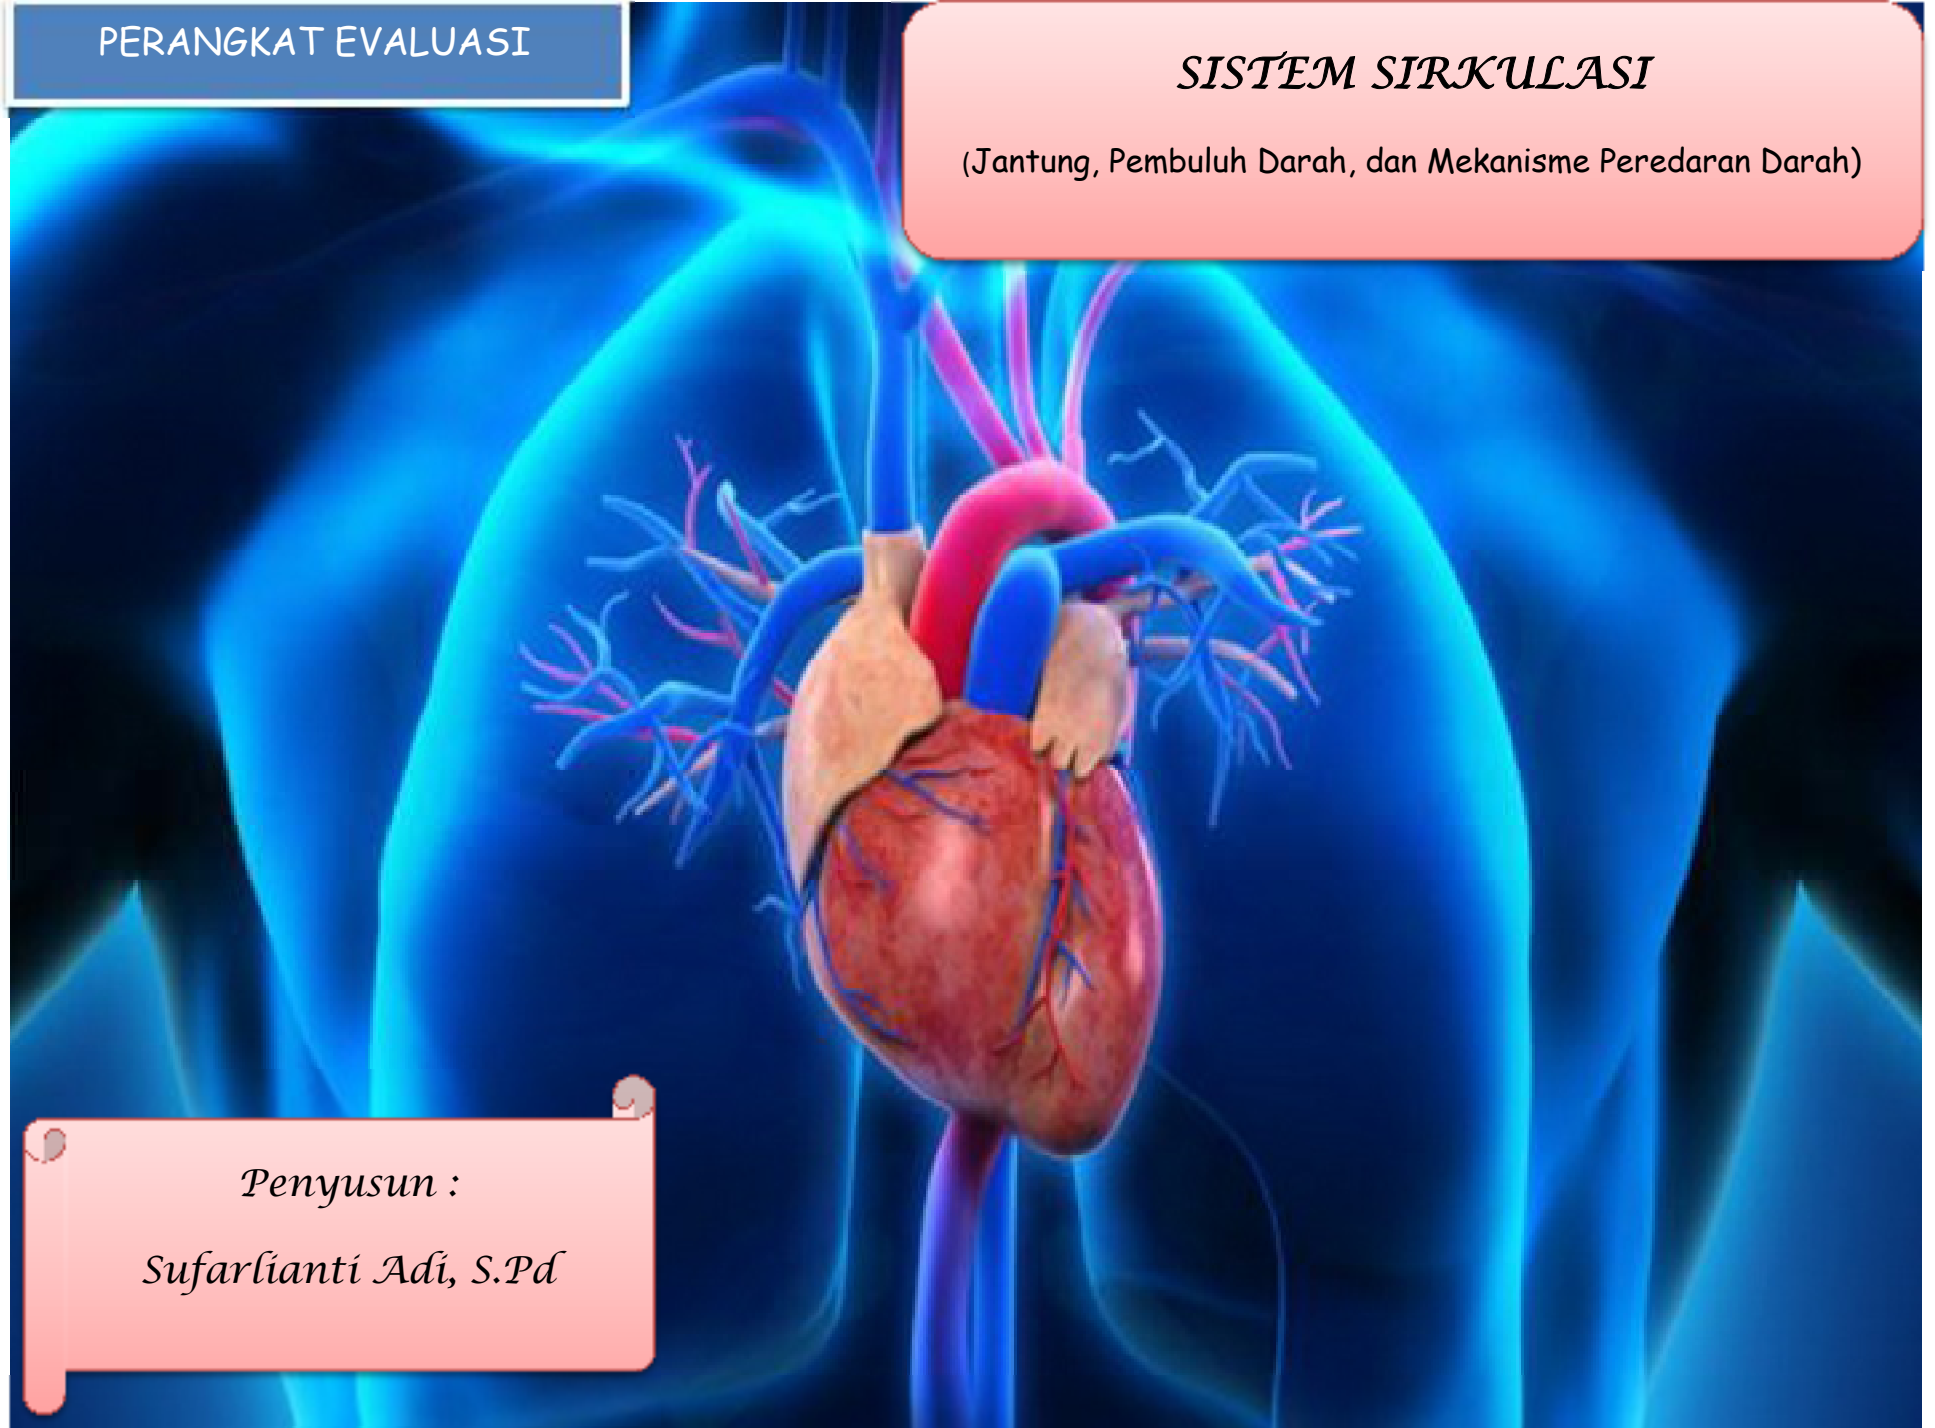 PERANGKAT EVALUASI
SISTEM SIRKULASI
(Jantung, Pembuluh Darah, dan Mekanisme Peredaran Darah)
Penyusun :
Sufarlianti Adi, S.Pd